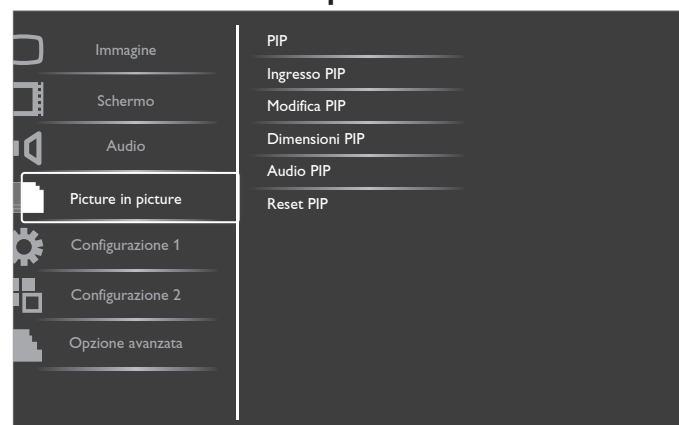 Immagine
Schermo
Audio
Picture in picture
Configurazione 1
Configurazione 2
Opzione avanzata
PIP
Ingresso PIP
Modifica PIP
Dimensioni PIP
Audio PIP
Reset PIP